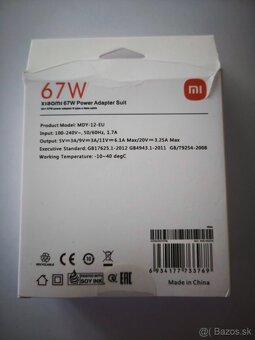 67W
mi
Xiaomi 67W Power Adapter Suit
Product Model: MDY-12-EU
Input: 100-240V~, 50/60Hz, 1.7A
Output: 5V⎓3A/9V⎓3A/11V⎓6.1A Max/20V⎓3.25A Max
Executive Standard: GB17625.1-2012 GB4943.1-2011 GB/T9254-2008
Working Temperature: -10~40 degC
10
PRINTED WITH
SOY INK
6 934177 733769
Made in China
bazos.sk